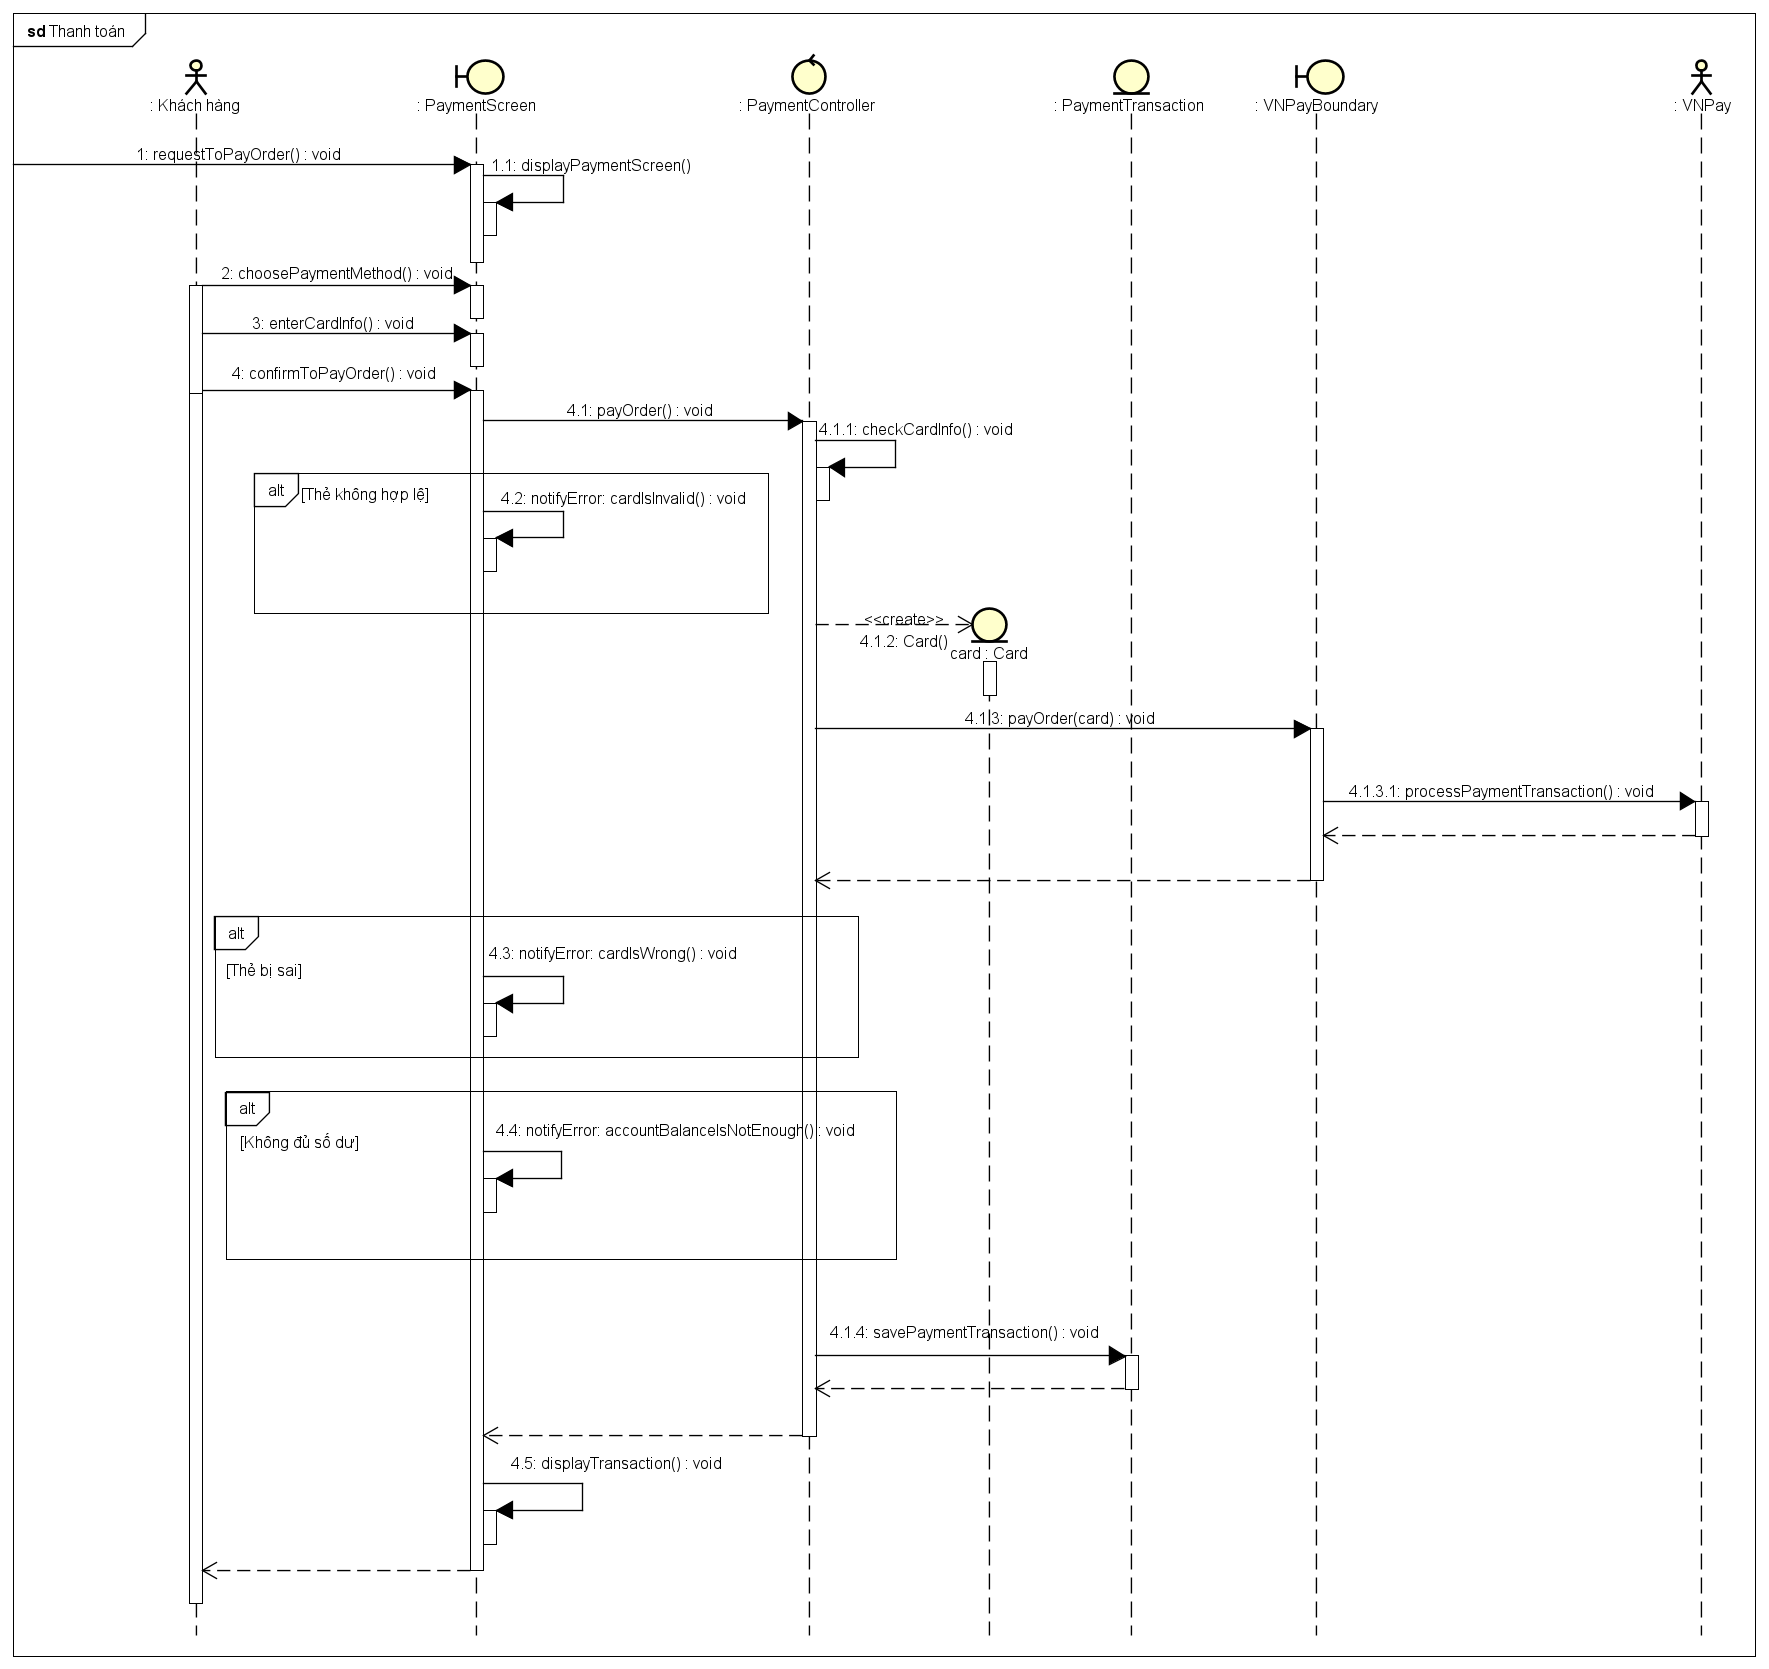 sd Thanh toán
: Khách hàng
: PaymentScreen
: PaymentController
: PaymentTransaction
: VNPayBoundary
: VNPay
1: requestToPayOrder() : void
1.1: displayPaymentScreen()
2: choosePaymentMethod() : void
3: enterCardInfo() : void
4: confirmToPayOrder() : void
4.1: payOrder() : void
4.1.1: checkCardInfo() : void
alt
[Thẻ không hợp lệ]
4.2: notifyError: cardIsInvalid() : void
<<create>>
4.1.2: Card()
card : Card
4.1.3: payOrder(card) : void
4.1.3.1: processPaymentTransaction() : void
alt
[Thẻ bị sai]
4.3: notifyError: cardIsWrong() : void
alt
[Không đủ số dư]
4.4: notifyError: accountBalanceIsNotEnough() : void
4.1.4: savePaymentTransaction() : void
4.5: displayTransaction() : void